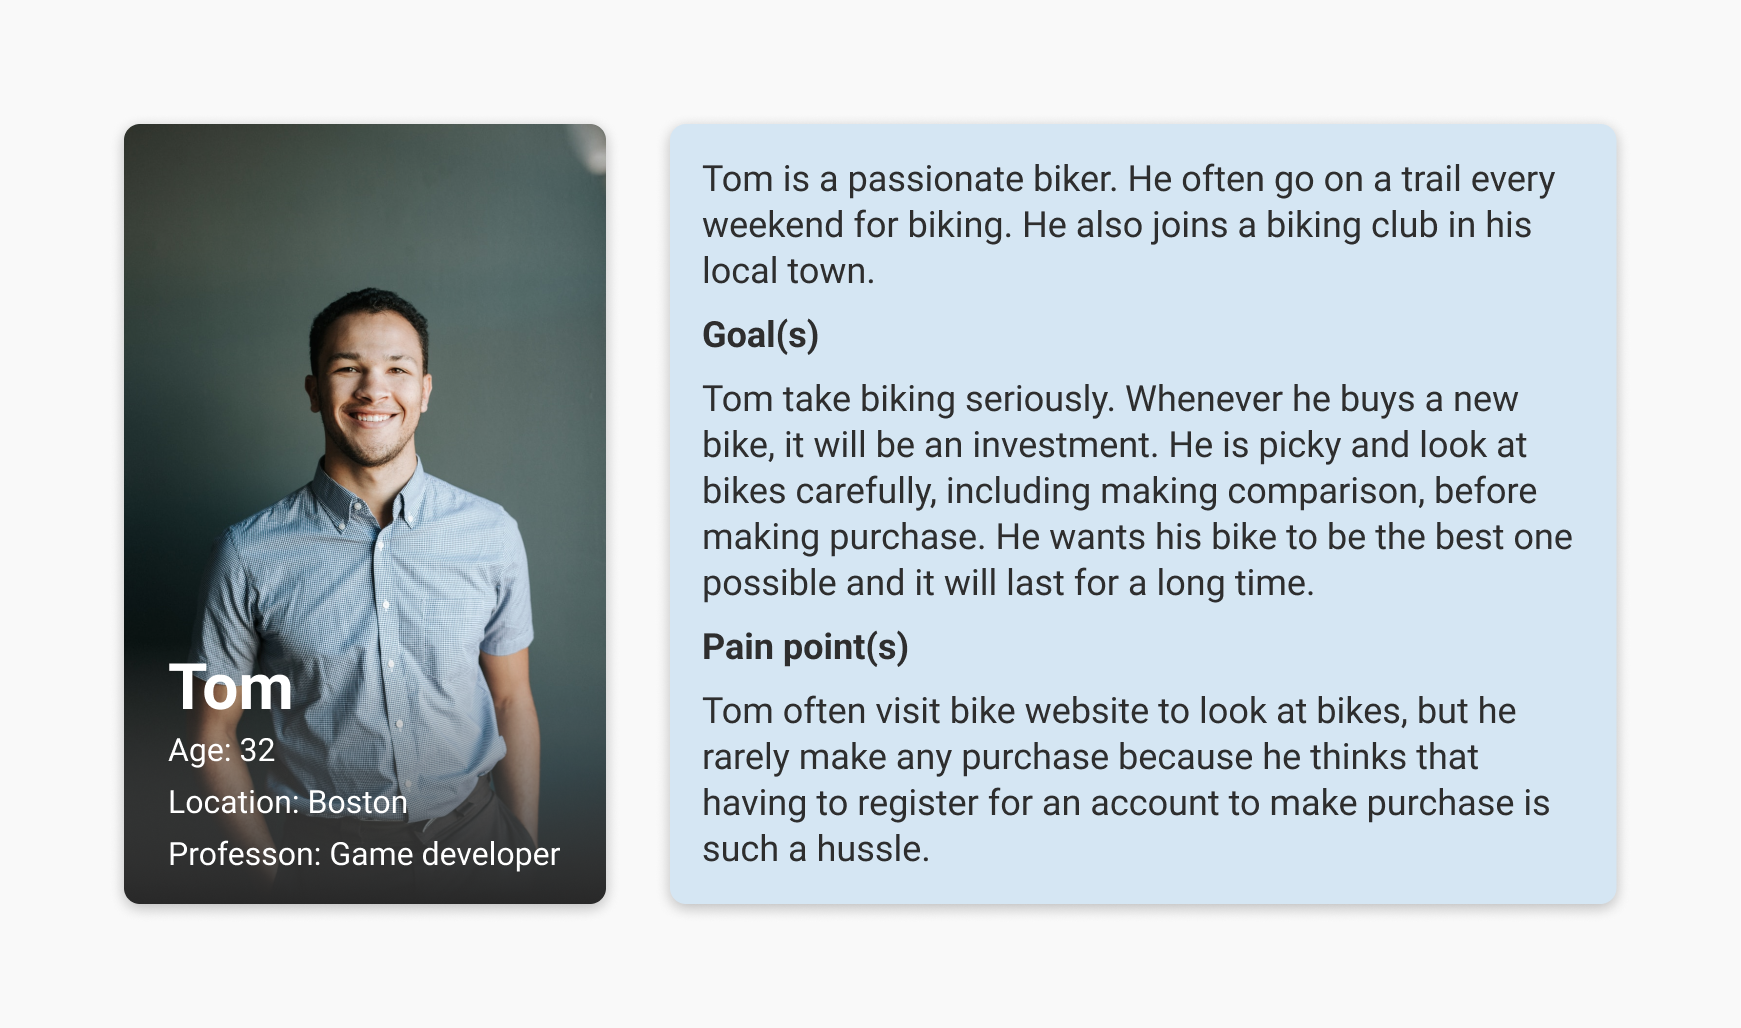 Tom
Age: 32
Location: Boston
Professon: Game developer
Tom is a passionate biker. He often go on a trail every
weekend for biking. He also joins a biking club in his
local town.
Goal(s)
Tom take biking seriously. Whenever he buys a new
bike, it will be an investment. He is picky and look at
bikes carefully, including making comparison, before
making purchase. He wants his bike to be the best one
possible and it will last for a long time.
Pain point(s)
Tom often visit bike website to look at bikes, but he
rarely make any purchase because he thinks that
having to register for an account to make purchase is
such a hussle.